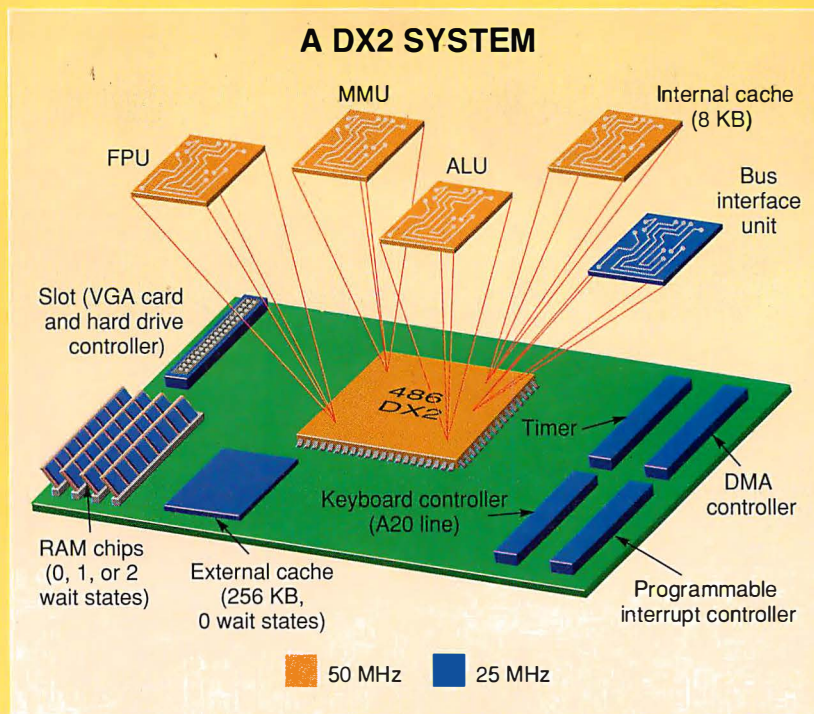 A DX2 SYSTEM
MMU
Internal cache
(8 KB)
FPU
ALU
Bus
interface
unit
Slot (VGA card
and hard drive
controller)
486
DX2
Timer
DMA
controller
Keyboard controller
(A20 line)
RAM chips
(0, 1, or 2
wait states)
External cache
(256 KB,
0 wait states)
Programmable
interrupt controller
50 MHz
25 MHz